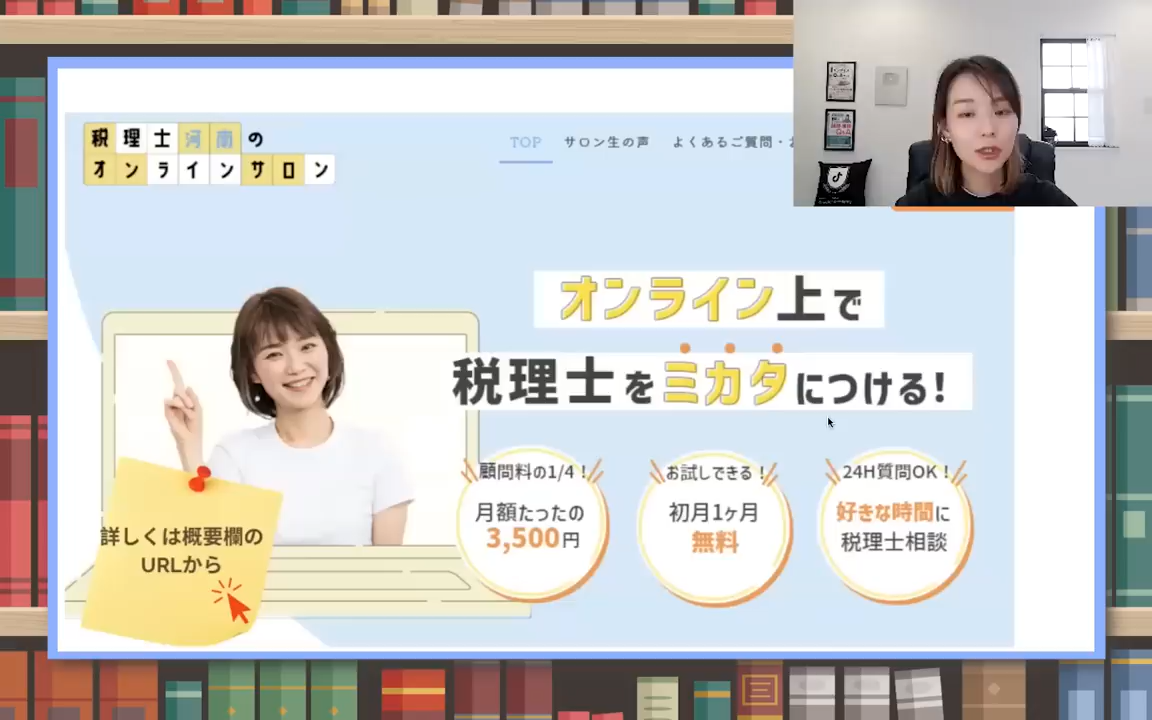 税理士河南の
オンラインサロン
TOP サロン生の声 よくあるご質問・
オンライン上で
税理士をミカタにつける!
顧問料の1/4!
月額たったの
3,500円
お試しできる!
初月1ヶ月
無料
24H質問OK!
好きな時間に
税理士相談
詳しくは概要欄の
URLから